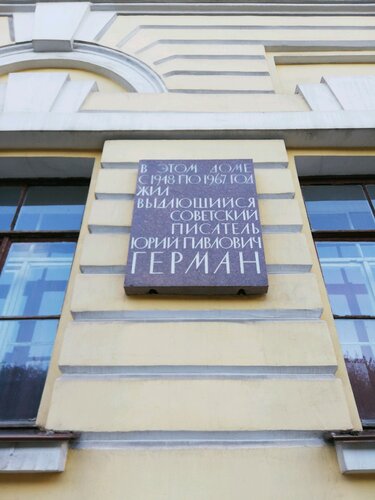 В ЭТОМ ДОМЕ
С 1948 ПО 1967 ГОД
ЖИЛ
ВЫДАЮЩИЙСЯ
СОВЕТСКИЙ
ПИСАТЕЛЬ
ЮРИЙ ПАВЛОВИЧ
ГЕРМАН